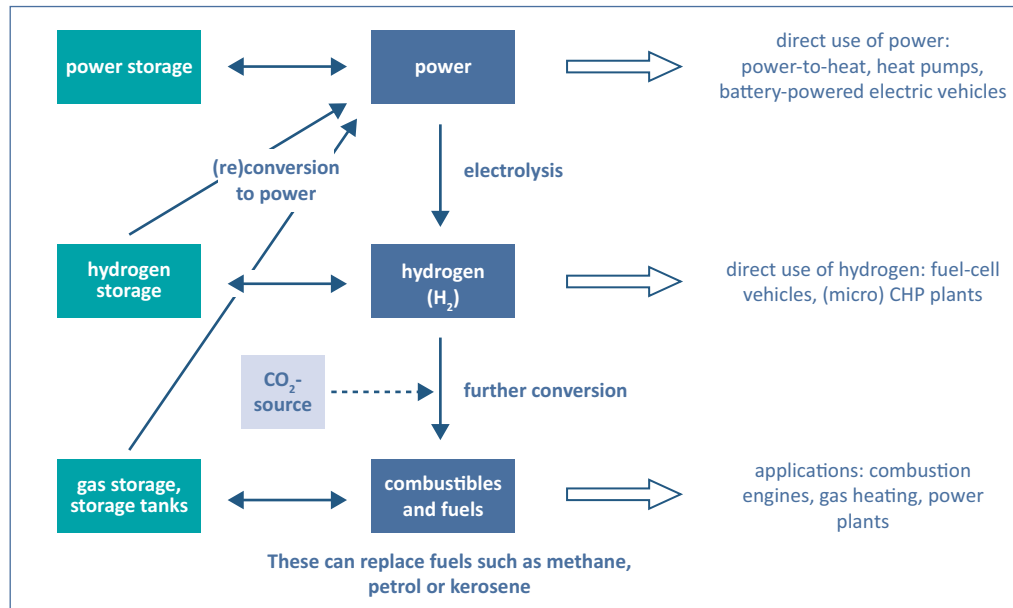 power storage
power
direct use of power:
power-to-heat, heat pumps,
battery-powered electric vehicles
(re)conversion
to power
electrolysis
hydrogen
storage
hydrogen
(H₂)
direct use of hydrogen: fuel-cell
vehicles, (micro) CHP plants
CO₂-
source
further conversion
gas storage,
storage tanks
combustibles
and fuels
applications: combustion
engines, gas heating, power
plants
These can replace fuels such as methane,
petrol or kerosene